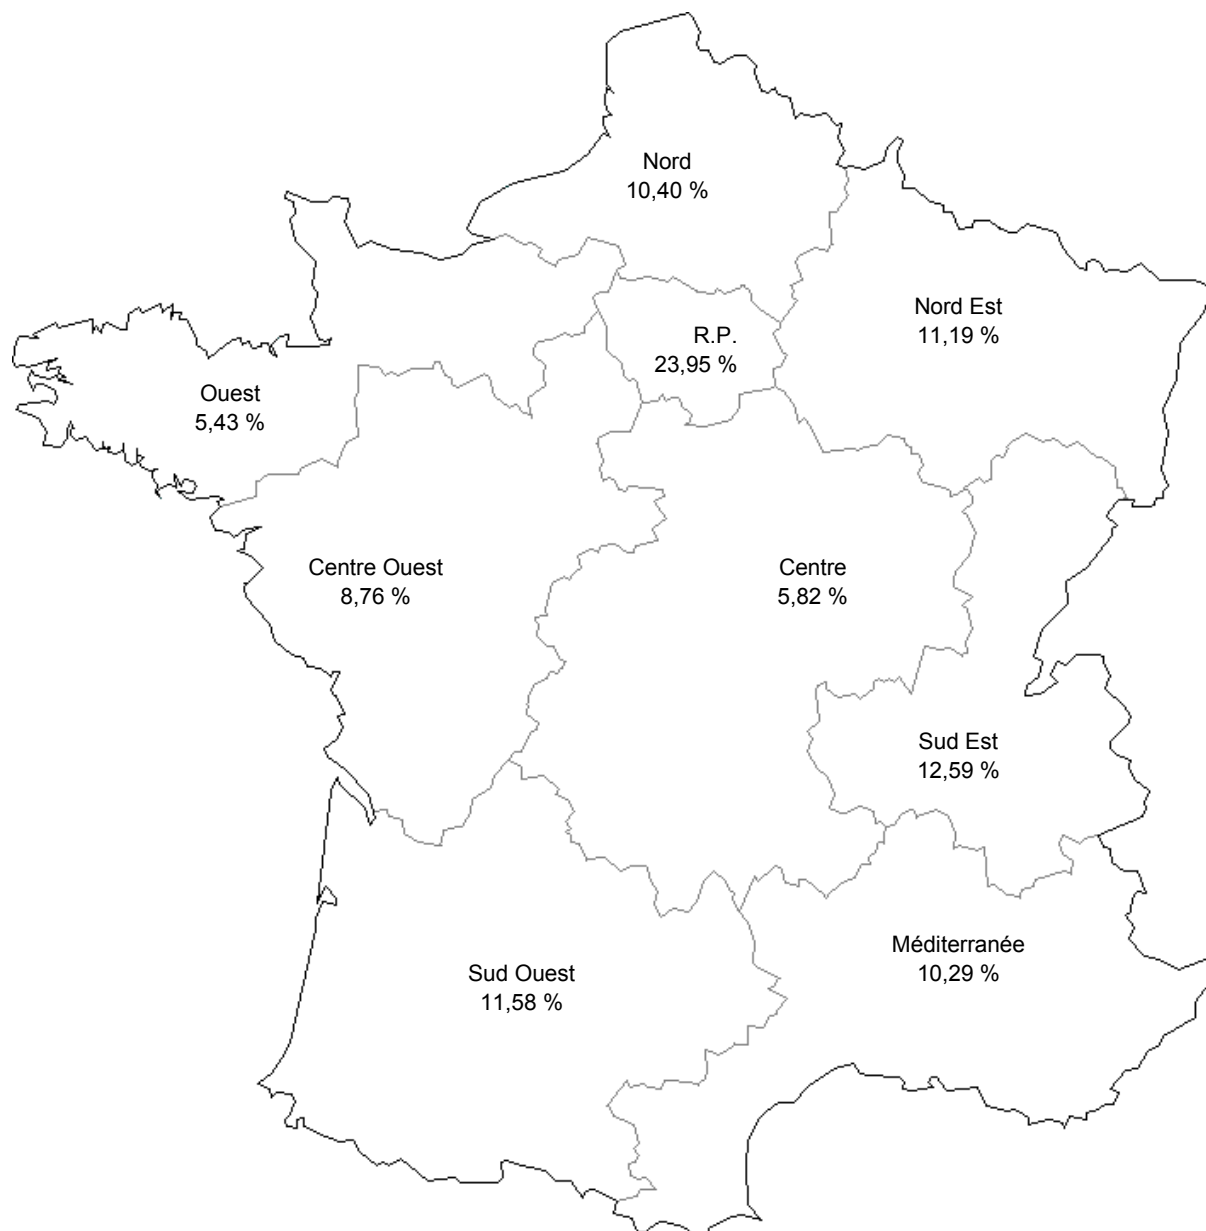 Nord
10,40 %
Nord Est
11,19 %
R.P.
23,95 %
Ouest
5,43 %
Centre Ouest
8,76 %
Centre
5,82 %
Sud Est
12,59 %
Méditerranée
10,29 %
Sud Ouest
11,58 %